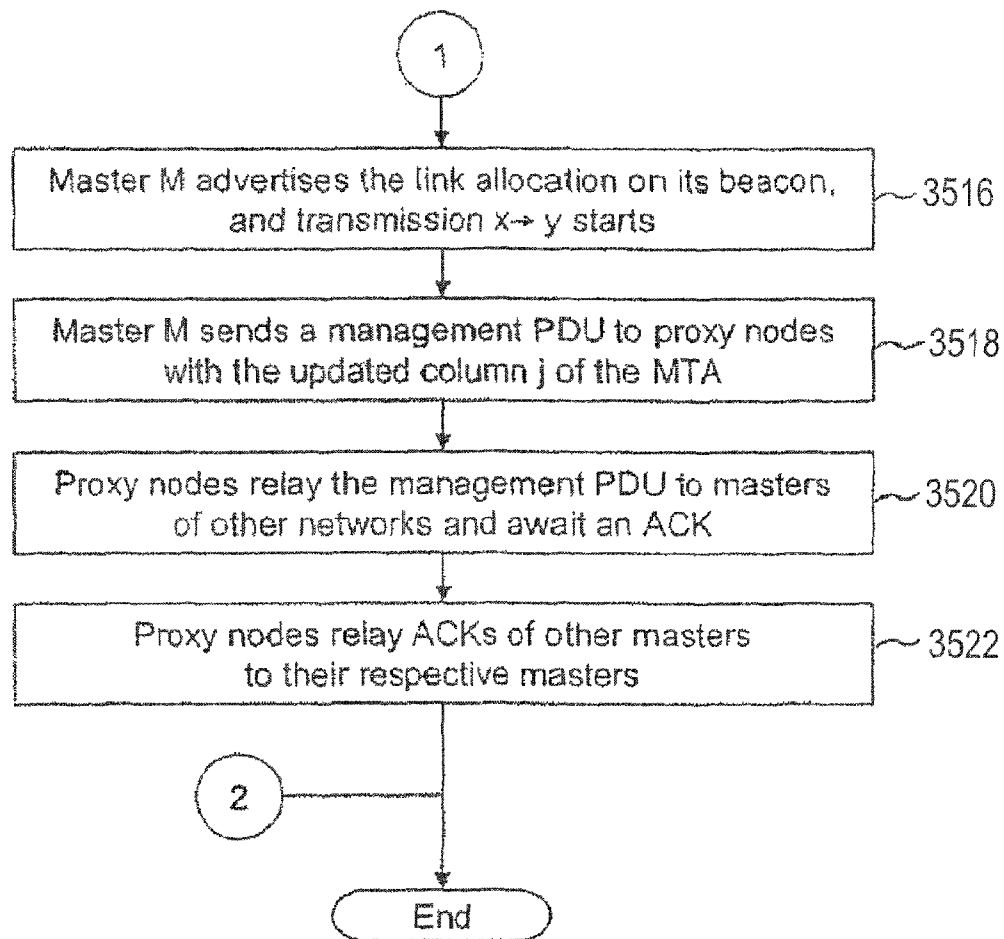 1
Master M advertises the link allocation on its beacon,
and transmission x→ y starts
3516
Master M sends a management PDU to proxy nodes
with the updated column j of the MTA
3518
Proxy nodes relay the management PDU to masters
of other networks and await an ACK
3520
Proxy nodes relay ACKs of other masters
to their respective masters
3522
2
End